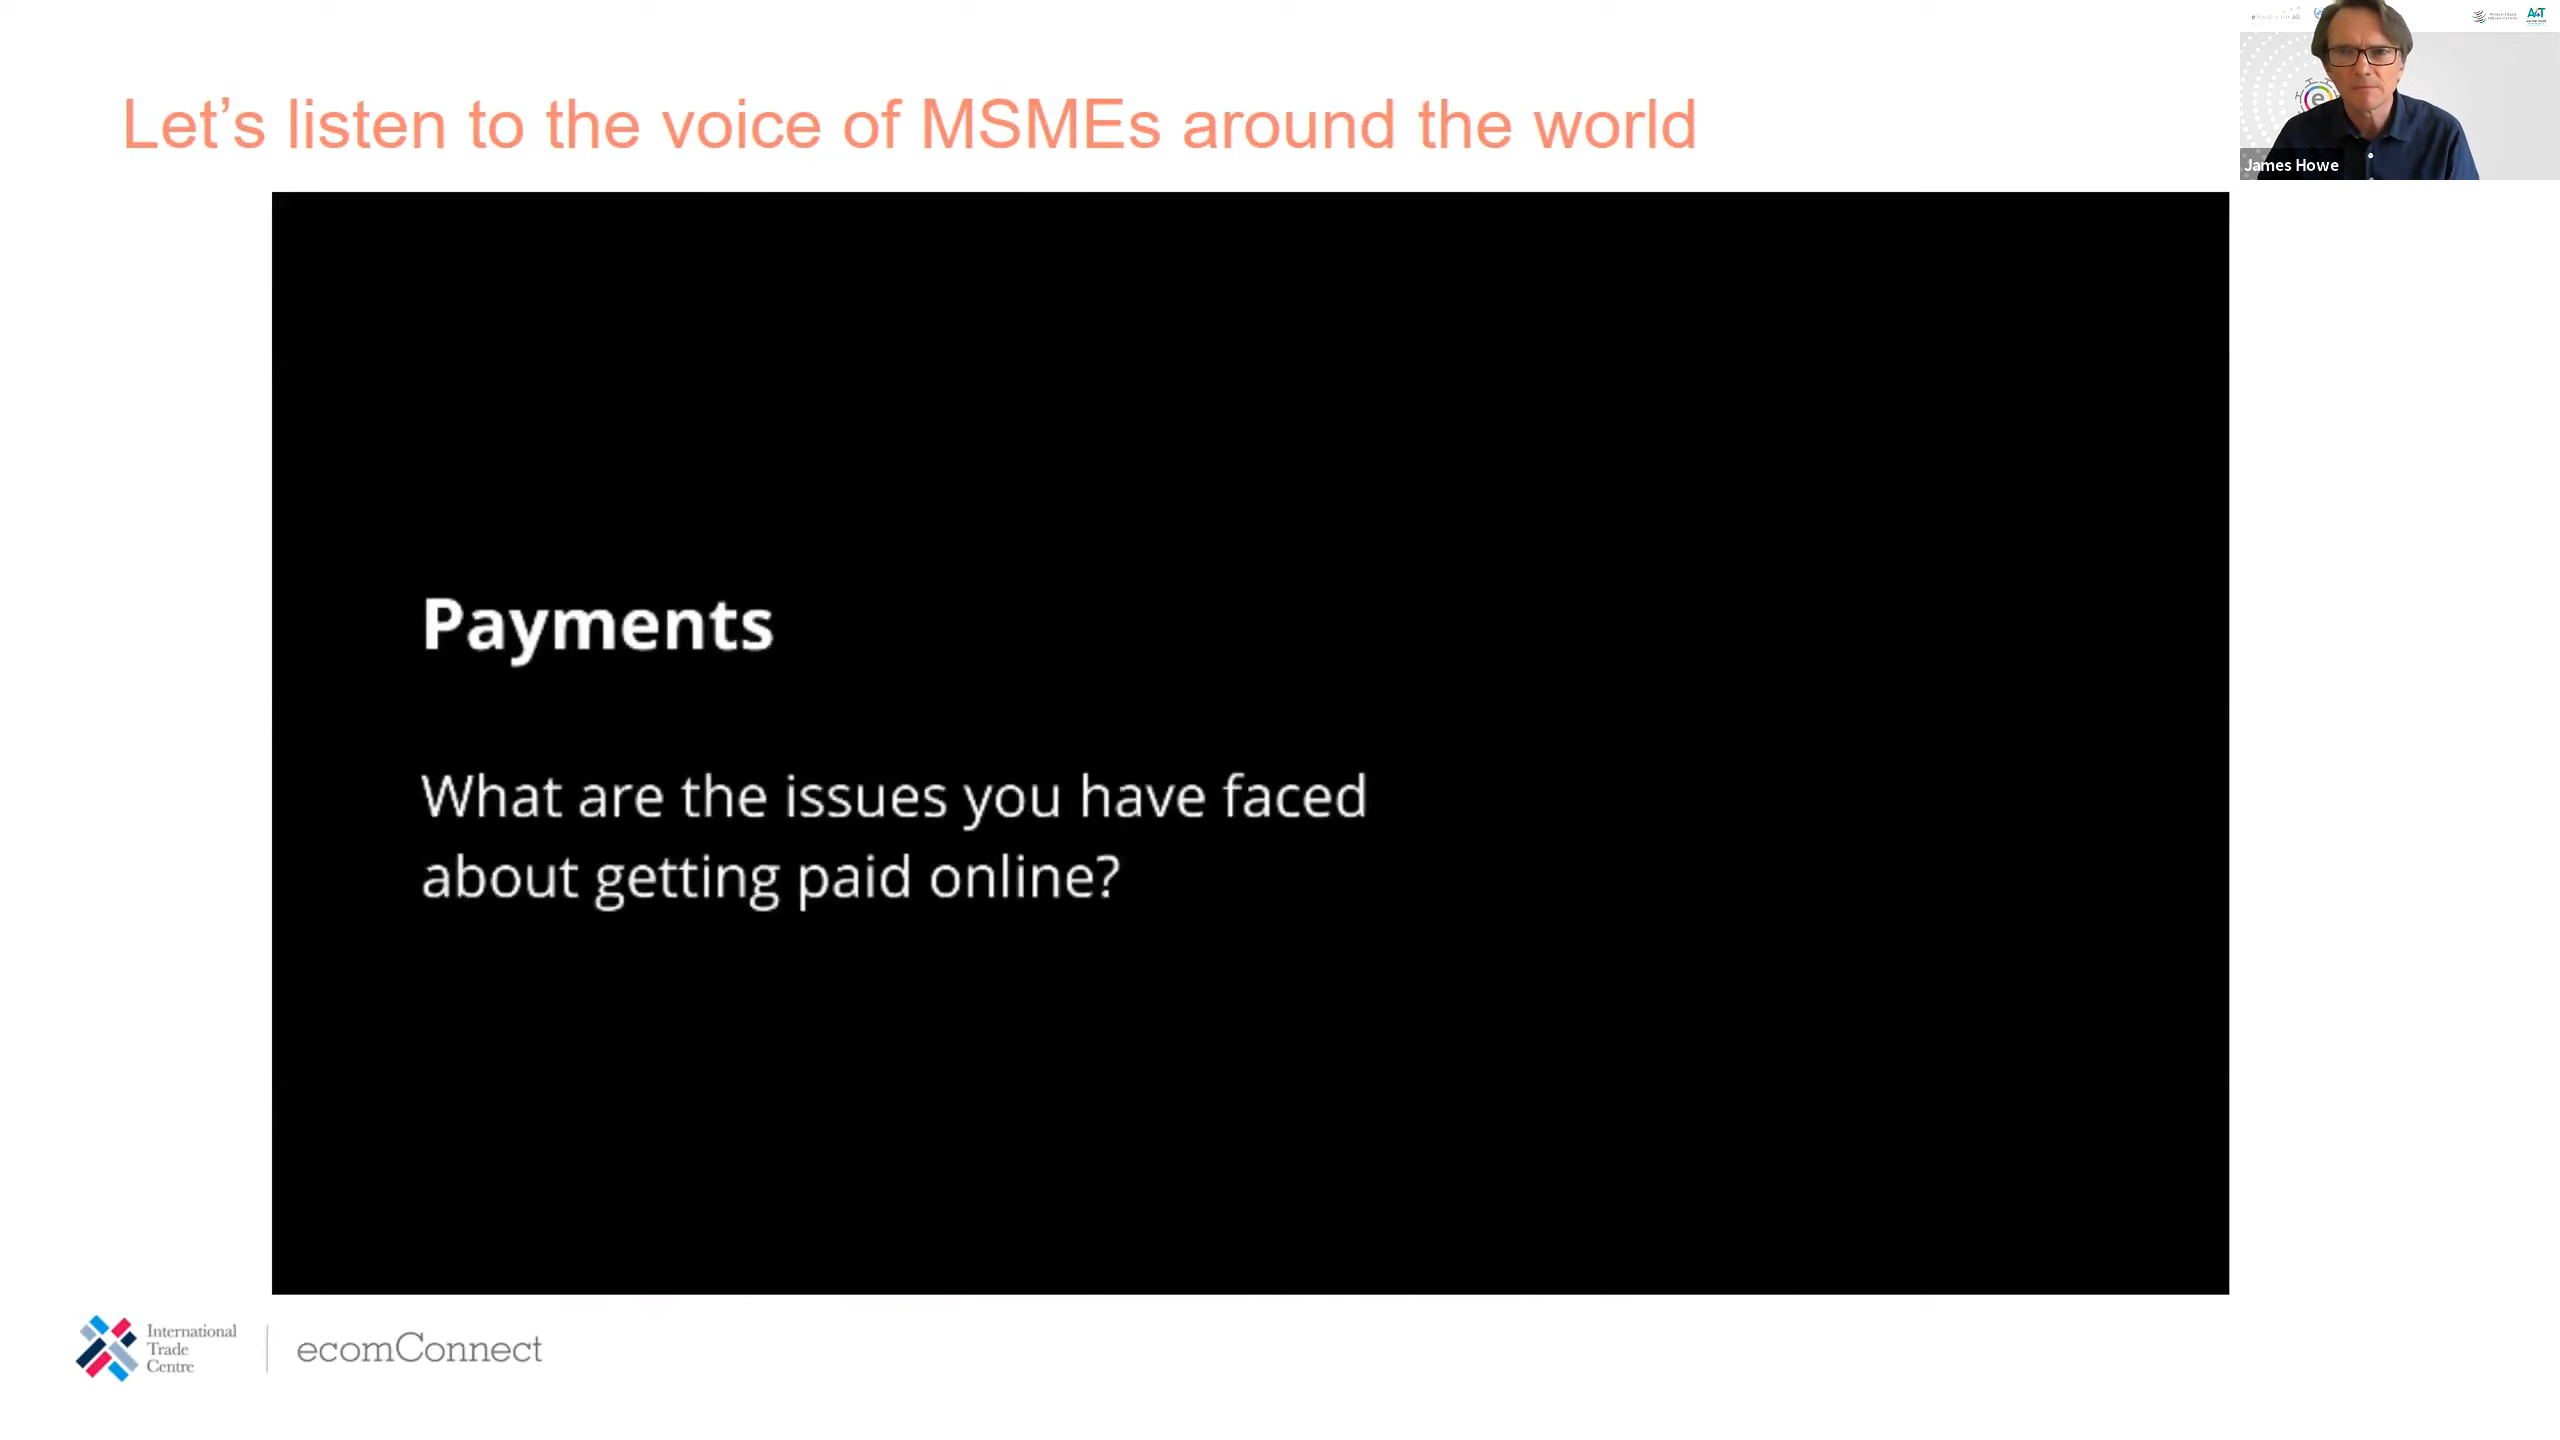 Let’s listen to the voice of MSMEs around the world
James Howe
Payments
What are the issues you have faced
about getting paid online?
International
Trade
Centre
ecomConnect